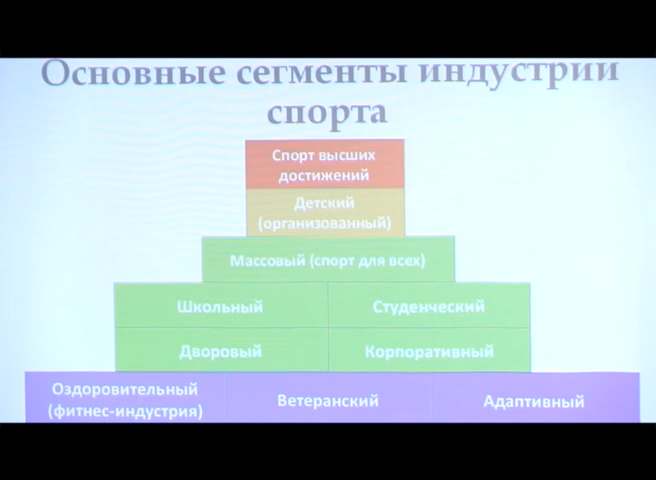 Основные сегменты индустрии
спорта
Спорт высших
достижений
Детский
(организованный)
Массовый (спорт для всех)
Школьный
Студенческий
Дворовый
Корпоративный
Оздоровительный
(фитнес-индустрия)
Ветеранский
Адаптивный